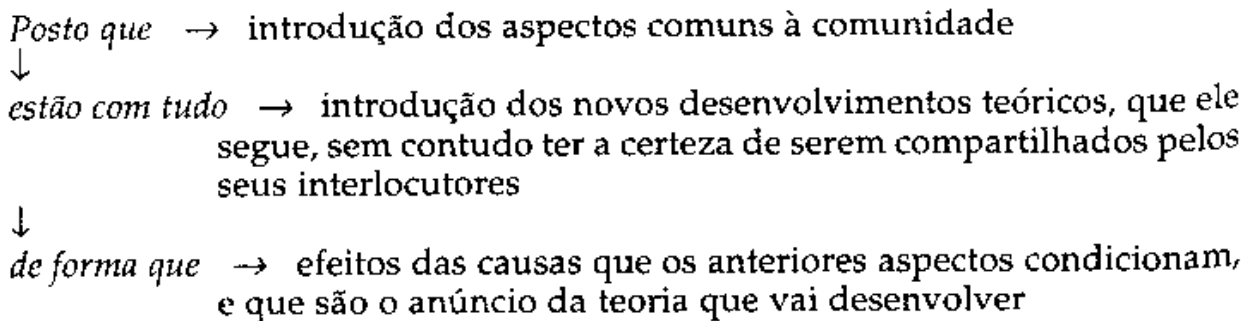 Posto que → introdução dos aspectos comuns à comunidade
↓
estão com tudo → introdução dos novos desenvolvimentos teóricos, que ele
segue, sem contudo ter a certeza de serem compartilhados pelos
seus interlocutores
↓
de forma que → efeitos das causas que os anteriores aspectos condicionam,
e que são o anúncio da teoria que vai desenvolver